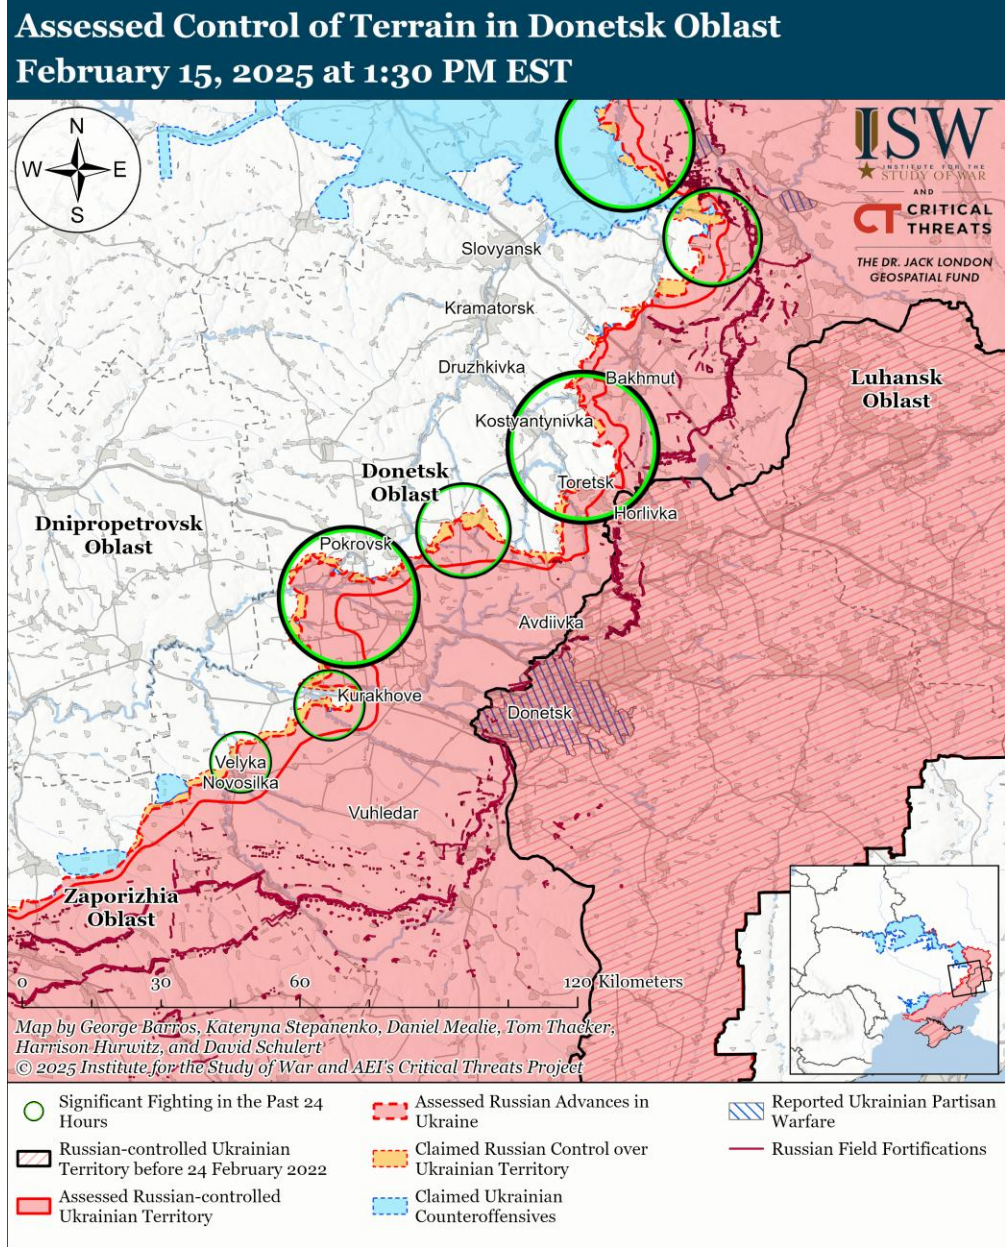 Assessed Control of Terrain in Donetsk Oblast
February 15, 2025 at 1:30 PM EST
N
W
E
S
ISW
INSTITUTE FOR THE
STUDY OF WAR
AND
CT CRITICAL
THREATS
THE DR. JACK LONDON
GEOSPATIAL FUND
Slovyansk
Kramatorsk
Druzhkivka
Bakhmut
Luhansk
Oblast
Kostyantynivka
Donetsk
Oblast
Toretsk
Horlivka
Dnipropetrovsk
Oblast
Pokrovsk
Avdiivka
Kurakhove
Donetsk
Velyka
Novosilka
Vuhledar
Zaporizhia
Oblast
0
30
60
120 Kilometers
Map by George Barros, Kateryna Stepanenko, Daniel Mealie, Tom Thacker,
Harrison Hurwitz, and David Schulert
© 2025 Institute for the Study of War and AEI's Critical Threats Project
Significant Fighting in the Past 24
Hours
Russian-controlled Ukrainian
Territory before 24 February 2022
Assessed Russian-controlled
Ukrainian Territory
Assessed Russian Advances in
Ukraine
Claimed Russian Control over
Ukrainian Territory
Claimed Ukrainian
Counteroffensives
Reported Ukrainian Partisan
Warfare
Russian Field Fortifications